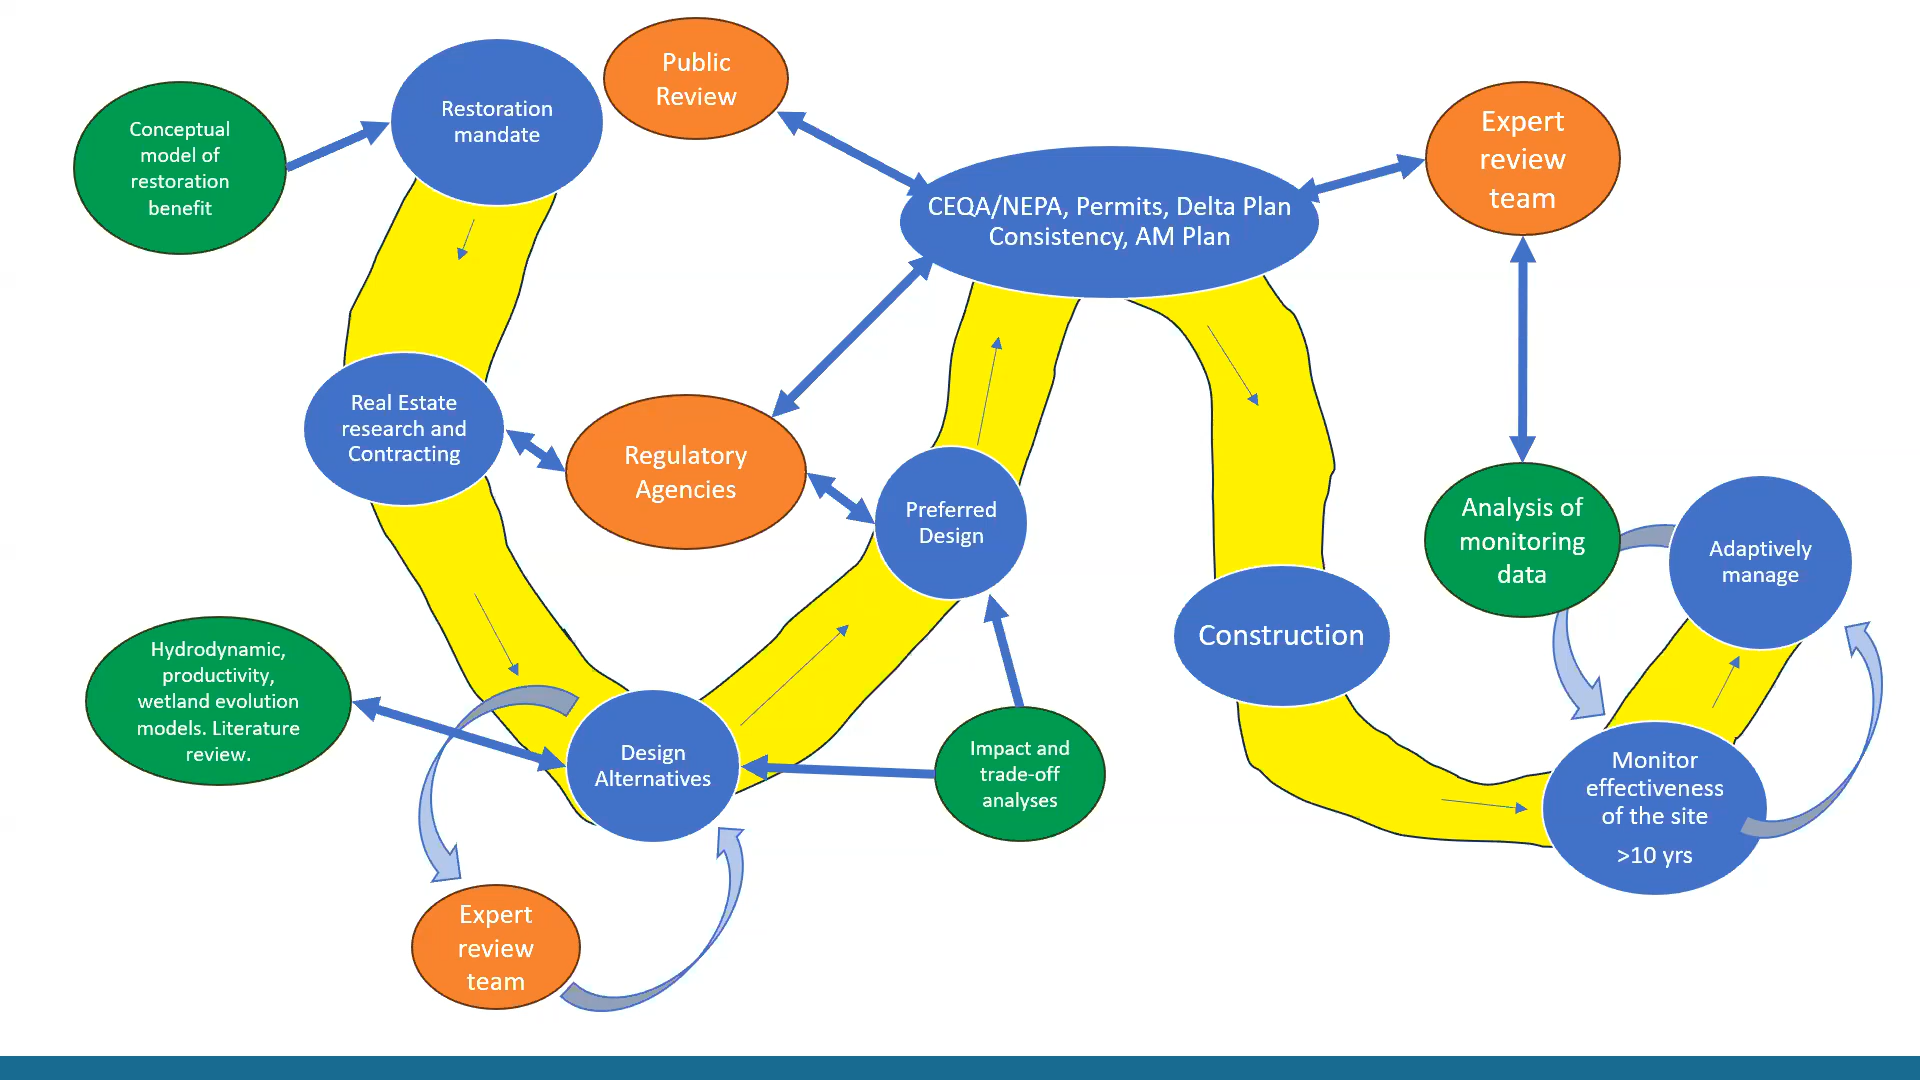 Conceptual
model of
restoration
benefit
Restoration
mandate
Public
Review
CEQA/NEPA, Permits, Delta Plan
Consistency, AM Plan
Expert
review
team
Real Estate
research and
Contracting
Regulatory
Agencies
Preferred
Design
Analysis of
monitoring
data
Adaptively
manage
Construction
Hydrodynamic,
productivity,
wetland evolution
models. Literature
review.
Design
Alternatives
Impact and
trade-off
analyses
Monitor
effectiveness
of the site
>10 yrs
Expert
review
team